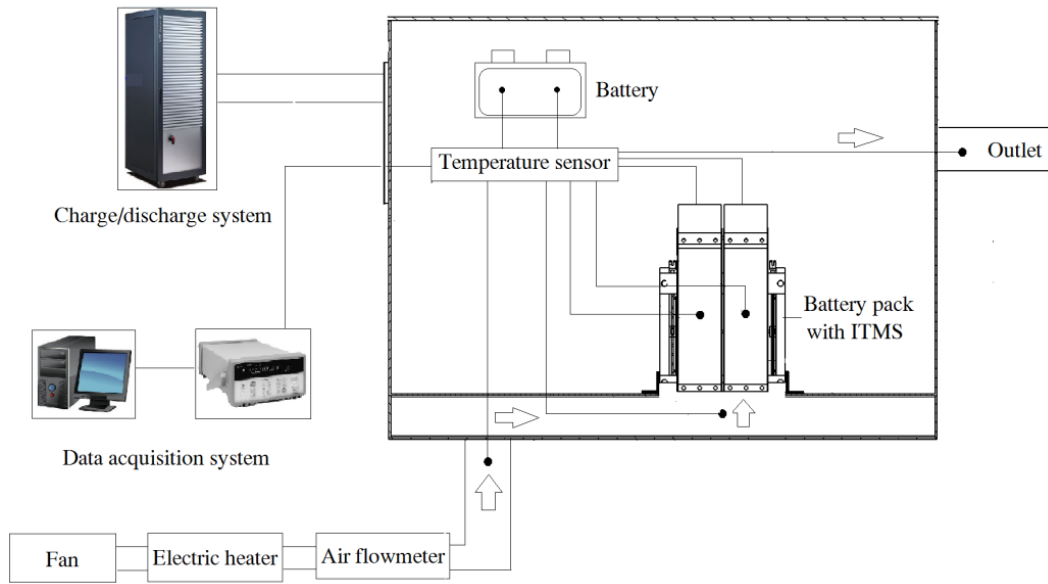 Battery
Temperature sensor
Outlet
Charge/discharge system
Battery pack
with ITMS
Data acquisition system
Fan
Electric heater
Air flowmeter